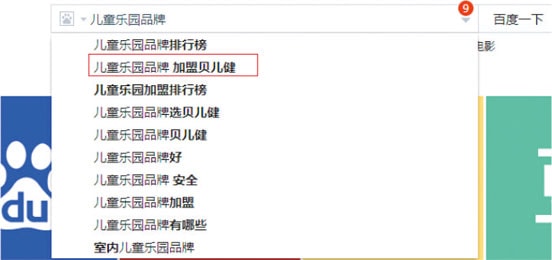 儿童乐园品牌
9
百度一下
儿童乐园品牌排行榜
电影
儿童乐园品牌 加盟贝儿健
儿童乐园加盟排行榜
儿童乐园品牌选贝儿健
儿童乐园品牌贝儿健
儿童乐园品牌好
儿童乐园品牌 安全
儿童乐园品牌加盟
儿童乐园品牌有哪些
室内儿童乐园品牌
du